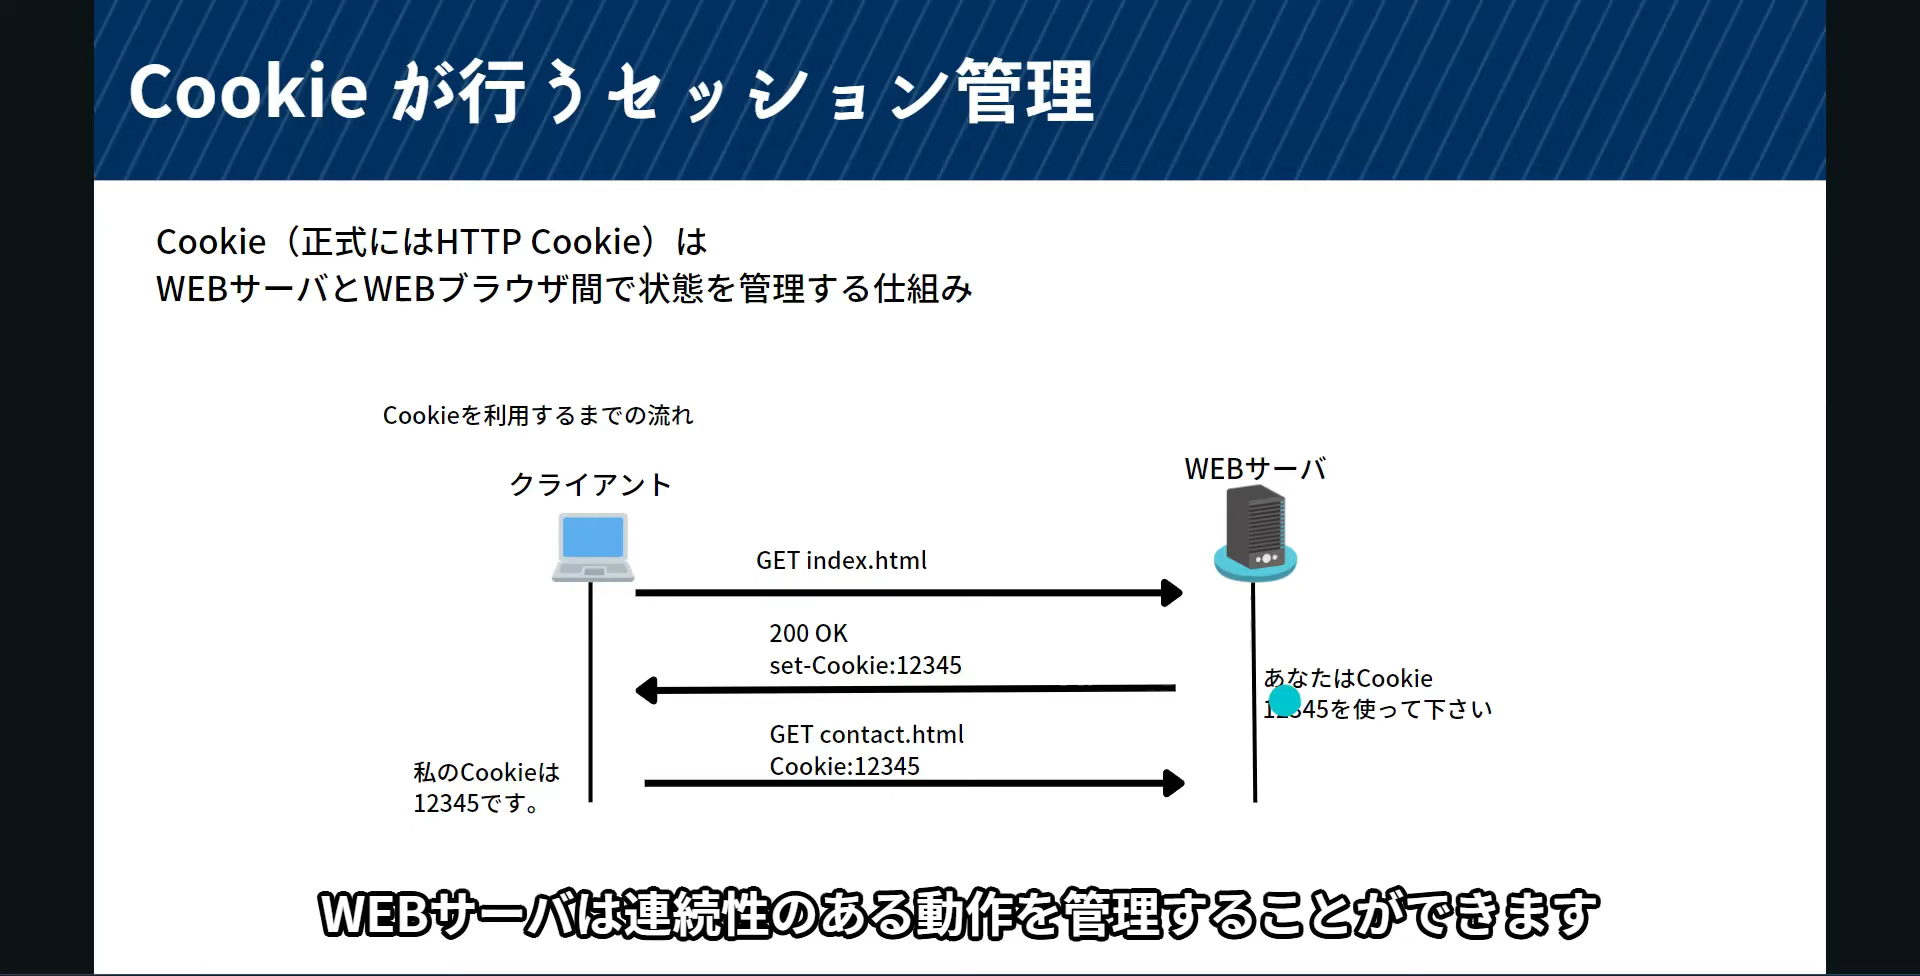 Cookie が行うセッション管理
Cookie（正式にはHTTP Cookie）は
WEBサーバとWEBブラウザ間で状態を管理する仕組み
Cookieを利用するまでの流れ
クライアント
WEBサーバ
GET index.html
200 OK
set-Cookie:12345
あなたはCookie
12345を使って下さい
GET contact.html
Cookie:12345
私のCookieは
12345です。
WEBサーバは連続性のある動作を管理することができます